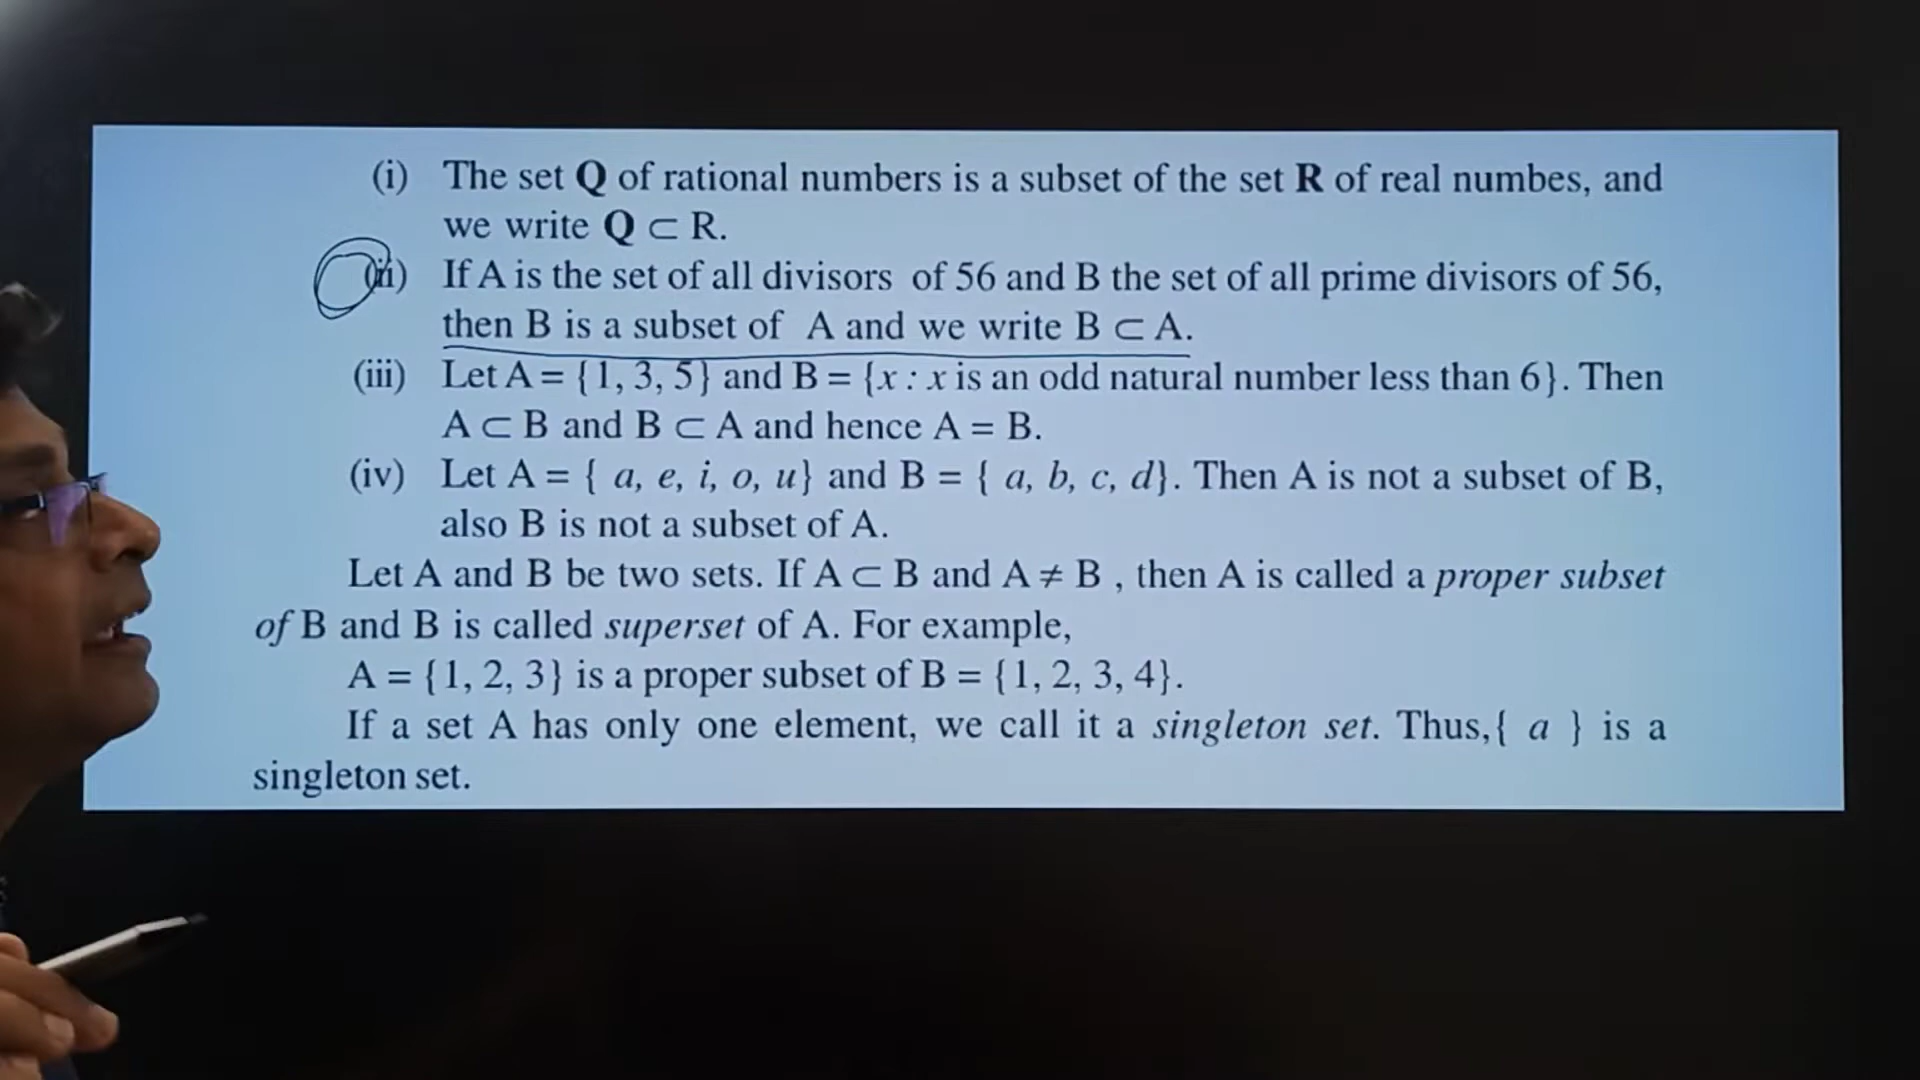 (i) The set Q of rational numbers is a subset of the set R of real numbes, and
we write Q ⊂ R.
(ii) If A is the set of all divisors of 56 and B the set of all prime divisors of 56,
then B is a subset of A and we write B ⊂ A.
(iii) Let A = {1, 3, 5} and B = {x : x is an odd natural number less than 6}. Then
A ⊂ B and B ⊂ A and hence A = B.
(iv) Let A = { a, e, i, o, u} and B = { a, b, c, d}. Then A is not a subset of B,
also B is not a subset of A.
Let A and B be two sets. If A ⊂ B and A ≠ B , then A is called a proper subset
of B and B is called superset of A. For example,
A = {1, 2, 3} is a proper subset of B = {1, 2, 3, 4}.
If a set A has only one element, we call it a singleton set. Thus,{ a } is a
singleton set.